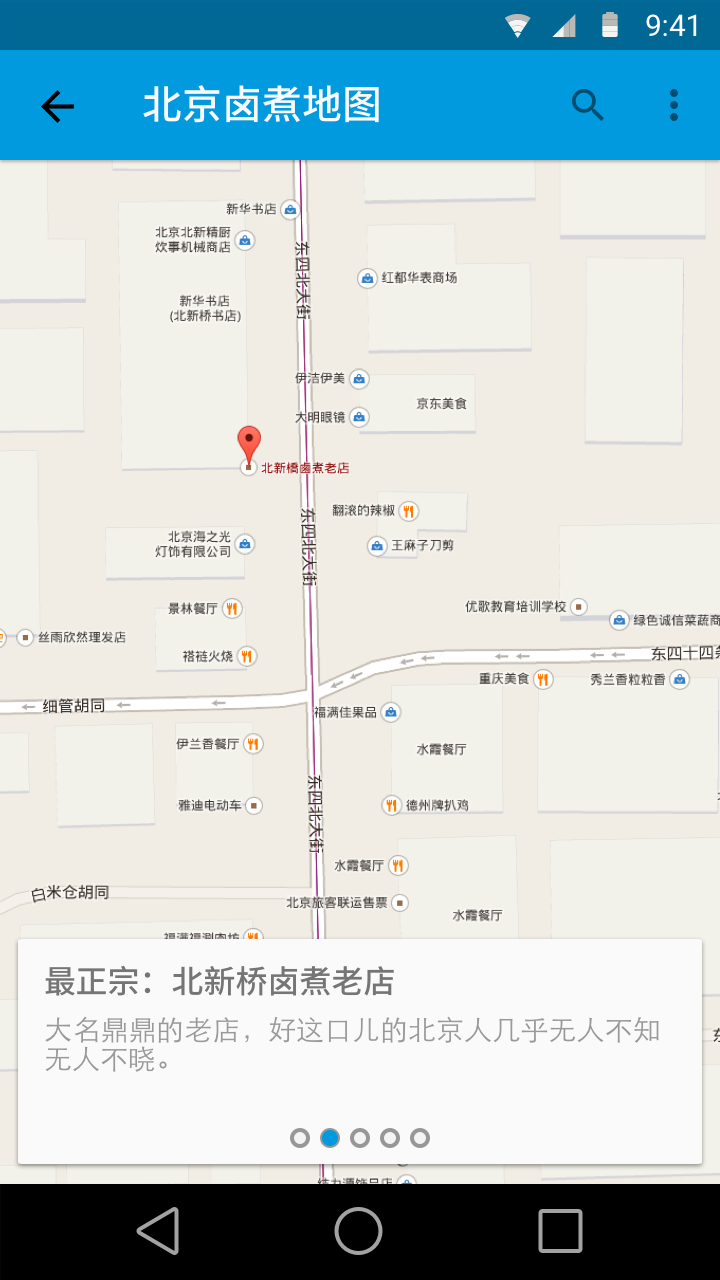 9:41
北京卤煮地图
新华书店
北京北新精厨
炊事机械商店
东四北大街
红都华表商场
新华书店
(北新桥书店)
伊洁伊美
京东美食
大明眼镜
北新橋卤煮老店
翻滚的辣椒
东四北大街
北京海之光
灯饰有限公司
王麻子刀剪
景林餐厅
优歌教育培训学校
绿色诚信菜蔬商
丝雨欣然理发店
褡裢火烧
东四十四条
重庆美食
秀兰香粒粒香
细管胡同
福满佳果品
伊兰香餐厅
水霞餐厅
东四北大街
雅迪电动车
德州牌扒鸡
水霞餐厅
白米仓胡同
北京旅客联运售票
水霞餐厅
最正宗：北新桥卤煮老店
大名鼎鼎的老店，好这口儿的北京人几乎无人不知
无人不晓。